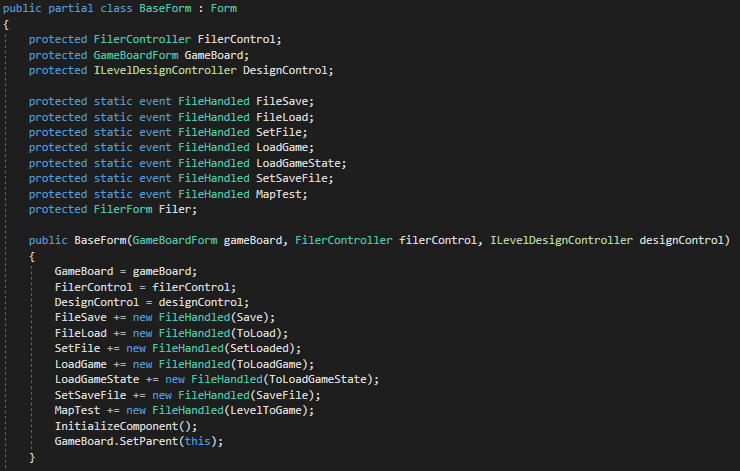 public partial class BaseForm : Form
{
protected FilerController FilerControl;
protected GameBoardForm GameBoard;
protected ILevelDesignController DesignControl;
protected static event FileHandled FileSave;
protected static event FileHandled FileLoad;
protected static event FileHandled SetFile;
protected static event FileHandled LoadGame;
protected static event FileHandled LoadGameState;
protected static event FileHandled SetSaveFile;
protected static event FileHandled MapTest;
protected FilerForm Filer;
public BaseForm(GameBoardForm gameBoard, FilerController filerControl, ILevelDesignController designControl)
{
GameBoard = gameBoard;
FilerControl = filerControl;
DesignControl = designControl;
FileSave += new FileHandled(Save);
FileLoad += new FileHandled(ToLoad);
SetFile += new FileHandled(SetLoaded);
LoadGame += new FileHandled(ToLoadGame);
LoadGameState += new FileHandled(ToLoadGameState);
SetSaveFile += new FileHandled(SaveFile);
MapTest += new FileHandled(LevelToGame);
InitializeComponent();
GameBoard.SetParent(this);
}